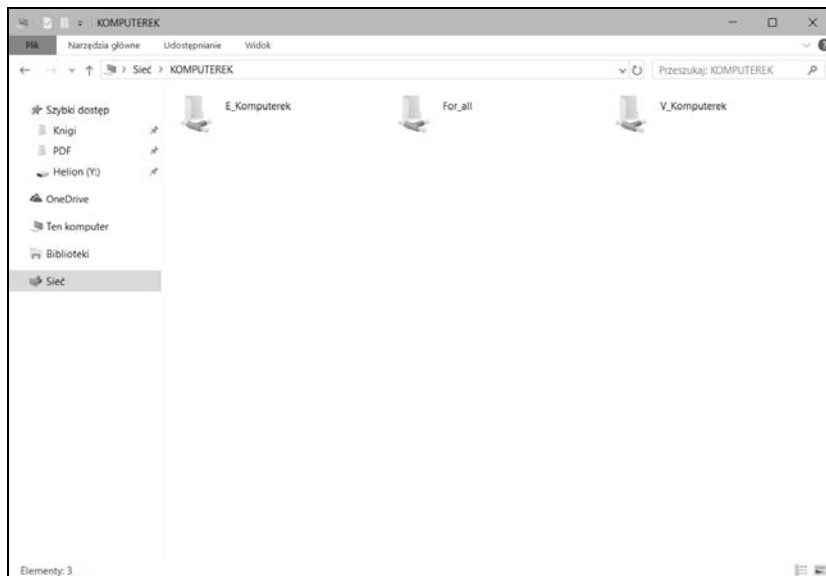 KOMPUTEREK
Plik Narzędzia główne Udostępnianie Widok
Sieć KOMPUTEREK Przeszukaj: KOMPUTEREK
Szybki dostęp
Knigi
PDF
Helion (Y:)
OneDrive
Ten komputer
Biblioteki
Sieć
E_Komputerek For_all V_Komputerek
Elementy: 3